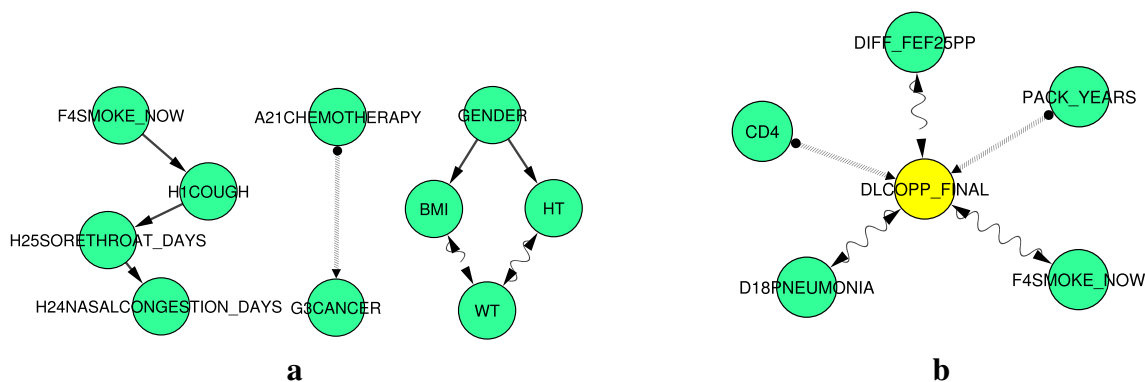 F4SMOKE_NOW
H1COUGH
H25SORETHROAT_DAYS
H24NASALCONGESTION_DAYS
A21CHEMOTHERAPY
G3CANCER
GENDER
BMI
HT
WT
a
DIFF_FEF25PP
PACK_YEARS
CD4
DLCOPP_FINAL
D18PNEUMONIA
F4SMOKE_NOW
b